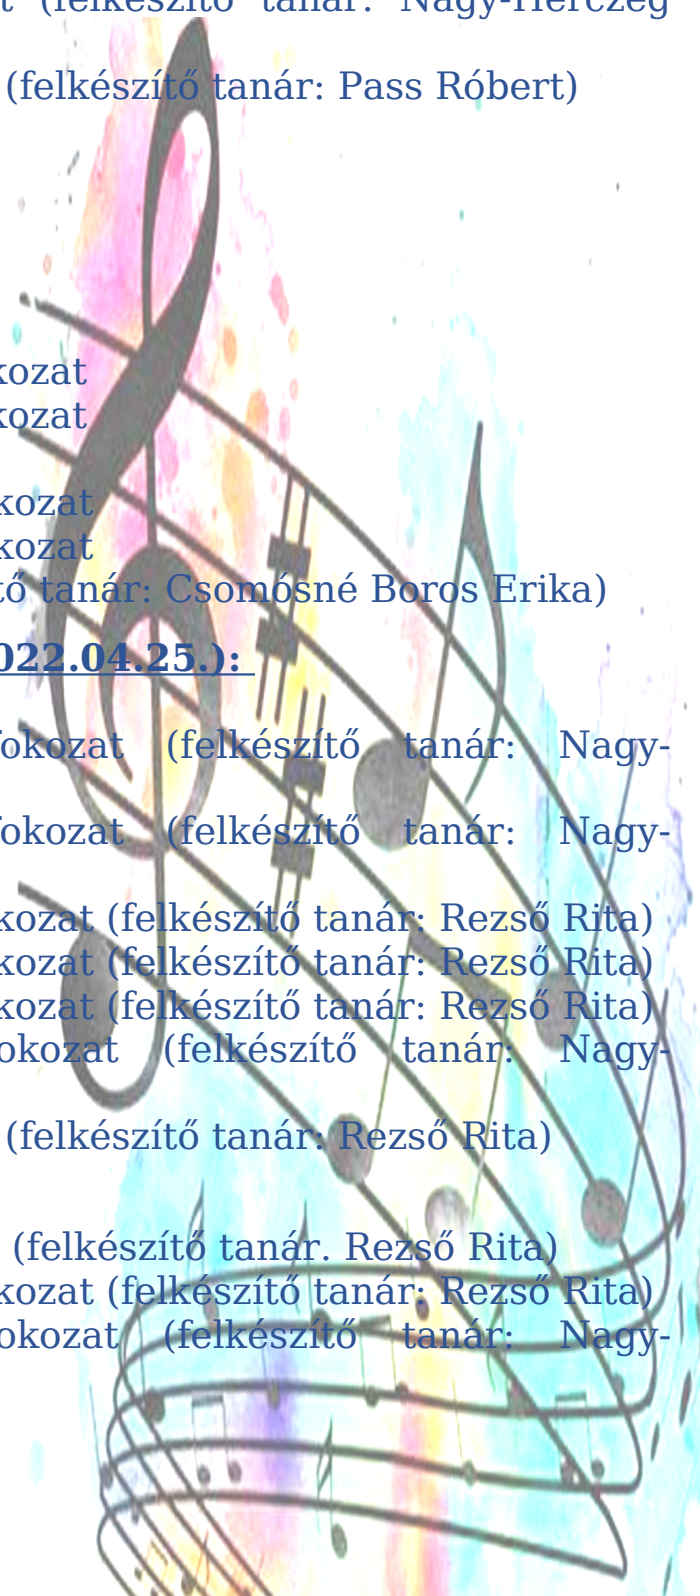 t (felkészítő tanár: Nagy-Herczeg
(felkészítő tanár: Pass Róbert)
kozat
kozat
kozat
kozat
tő tanár: Csomósné Boros Erika)
022.04.25.):
fokozat (felkészítő tanár: Nagy-
fokozat (felkészítő tanár: Nagy-
kozat (felkészítő tanár: Rezső Rita)
kozat (felkészítő tanár: Rezső Rita)
kozat (felkészítő tanár: Rezső Rita)
okozat (felkészítő tanár: Nagy-
(felkészítő tanár: Rezső Rita)
(felkészítő tanár. Rezső Rita)
kozat (felkészítő tanár: Rezső Rita)
okozat (felkészítő tanár: Nagy-